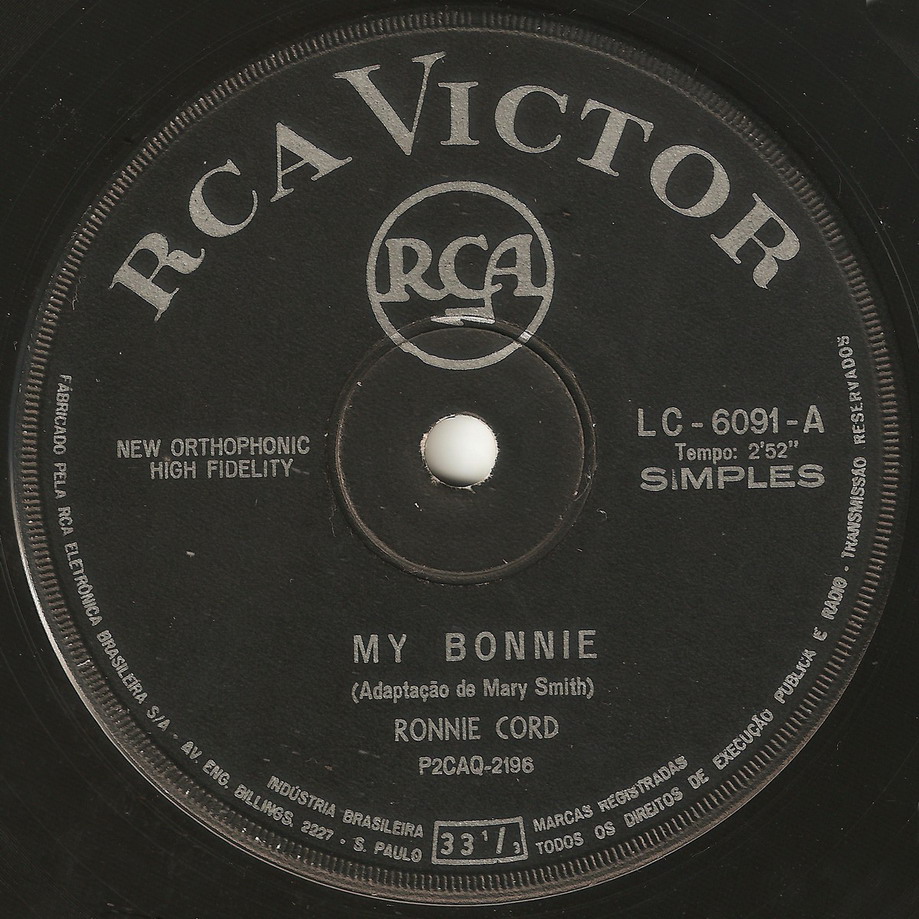 RCA VICTOR
RCA
NEW ORTHOPHONIC
HIGH FIDELITY
LC-6091-A
Tempo: 2'52"
SIMPLES
MY BONNIE
(Adaptação de Mary Smith)
RONNIE CORD
P2CAQ-2196
FÁBRICADO PELA RCA ELETRÔNICA BRASILEIRA S/A · AV. ENG. BILLINGS, 2227 · S. PAULO
INDÚSTRIA BRASILEIRA
33 1/3
MARCAS REGISTRADAS
TODOS OS DIREITOS DE EXECUÇÃO PUBLICA E RADIO · TRANSMISSÃO RESERVADOS